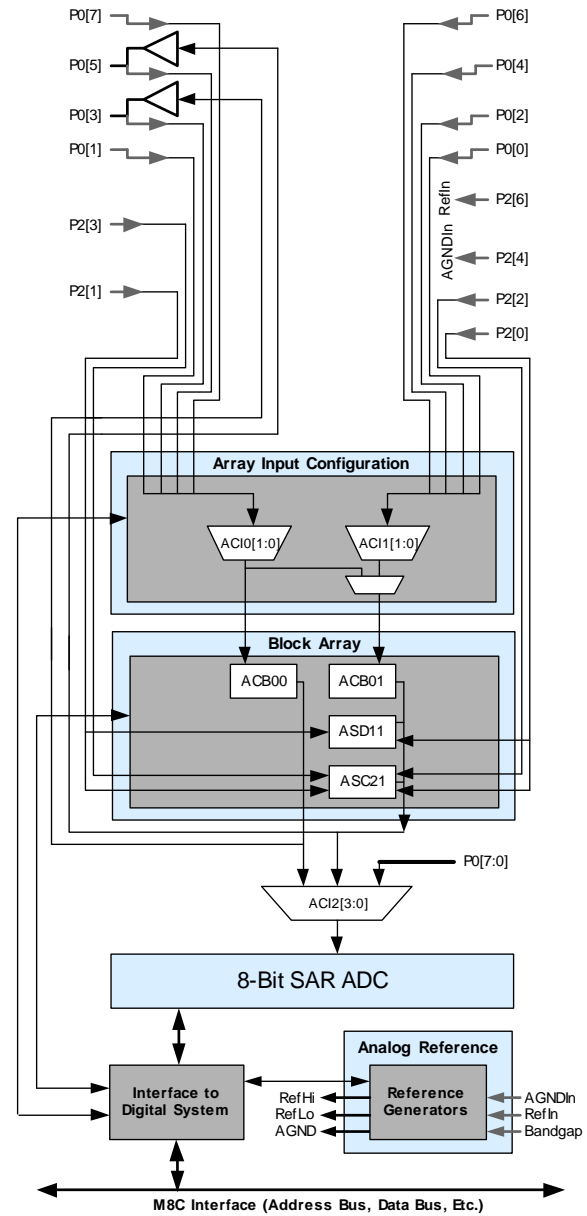 P0[7]
P0[6]
P0[5]
P0[4]
P0[3]
P0[2]
P0[1]
P0[0]
AGNDIn RefIn
P2[6]
P2[3]
P2[4]
P2[1]
P2[2]
P2[0]
Array Input Configuration
ACI0[1:0]
ACI1[1:0]
Block Array
ACB00
ACB01
ASD11
ASC21
P0[7:0]
ACI2[3:0]
8-Bit SAR ADC
Analog Reference
Interface to
Digital System
RefHi
RefLo
AGND
Reference
Generators
AGNDIn
RefIn
Bandgap
M8C Interface (Address Bus, Data Bus, Etc.)